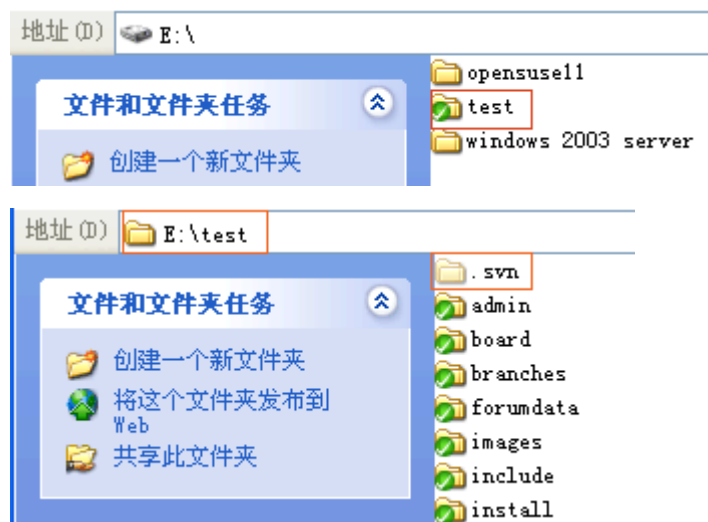 地址(D) E:\
opensuse11
文件和文件夹任务
test
windows 2003 server
创建一个新文件夹
地址(D) E:\test
.svn
文件和文件夹任务
admin
board
创建一个新文件夹
branches
将这个文件夹发布到
Web
forumdata
images
共享此文件夹
include
install